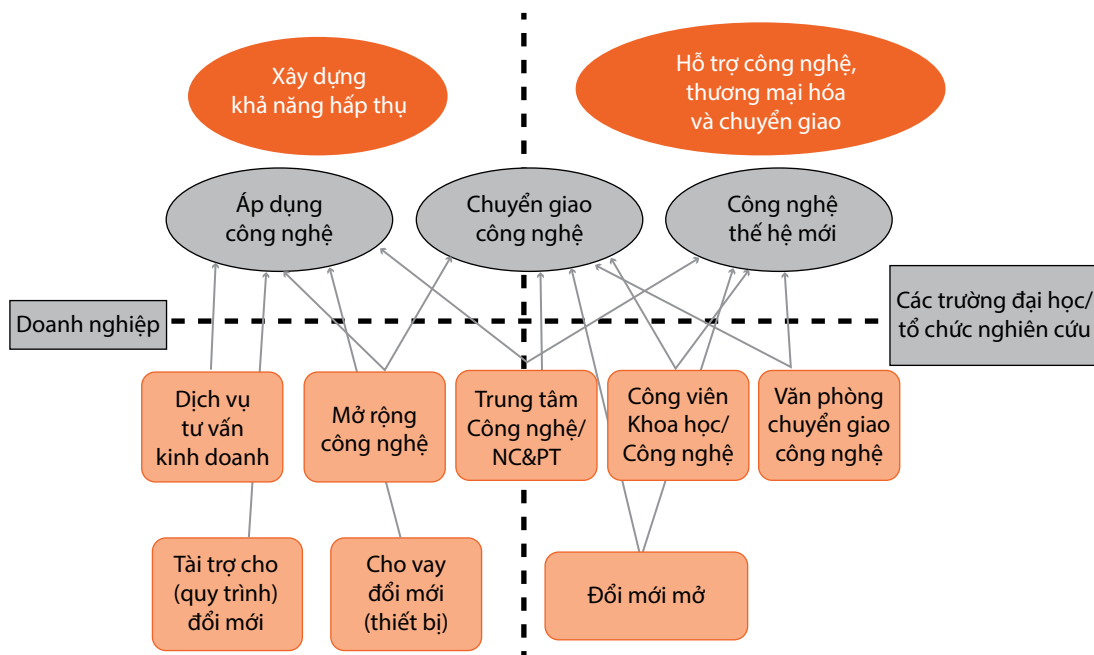 Xây dựng
khả năng hấp thụ
Hỗ trợ công nghệ,
thương mại hóa
và chuyển giao
Áp dụng
công nghệ
Chuyển giao
công nghệ
Công nghệ
thế hệ mới
Doanh nghiệp
Các trường đại học/
tổ chức nghiên cứu
Dịch vụ
tư vấn
kinh doanh
Mở rộng
công nghệ
Trung tâm
Công nghệ/
NC&PT
Công viên
Khoa học/
Công nghệ
Văn phòng
chuyển giao
công nghệ
Tài trợ cho
(quy trình)
đổi mới
Cho vay
đổi mới
(thiết bị)
Đổi mới mở